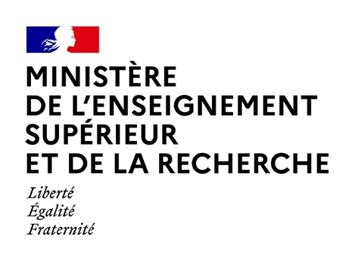 MINISTÈRE
DE L'ENSEIGNEMENT
SUPÉRIEUR
ET DE LA RECHERCHE
Liberté
Égalité
Fraternité